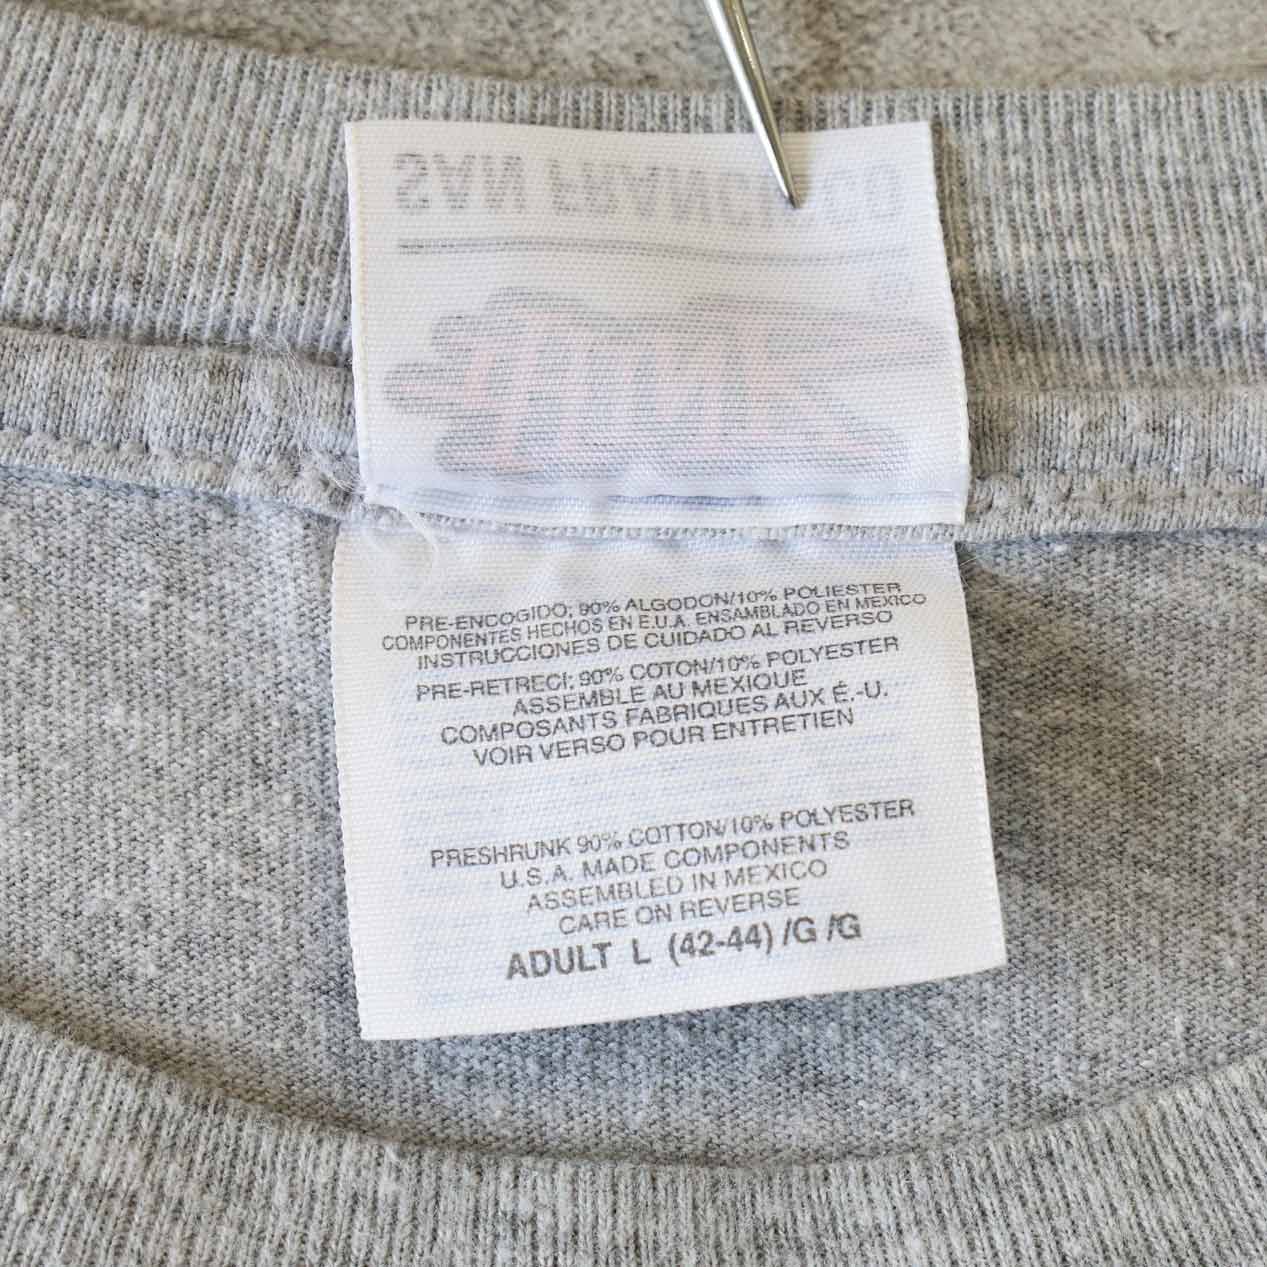 SAN FRANCISCO
PRE-ENCOGIDO; 90% ALGODON/10% POLIESTER
COMPONENTES HECHOS EN E.U.A. ENSAMBLADO EN MEXICO
INSTRUCCIONES DE CUIDADO AL REVERSO
PRE-RETRECI; 90% COTON/10% POLYESTER
ASSEMBLE AU MEXIQUE
COMPOSANTS FABRIQUES AUX É.-U.
VOIR VERSO POUR ENTRETIEN
PRESHRUNK 90% COTTON/10% POLYESTER
U.S.A. MADE COMPONENTS
ASSEMBLED IN MEXICO
CARE ON REVERSE
ADULT L (42-44) /G /G